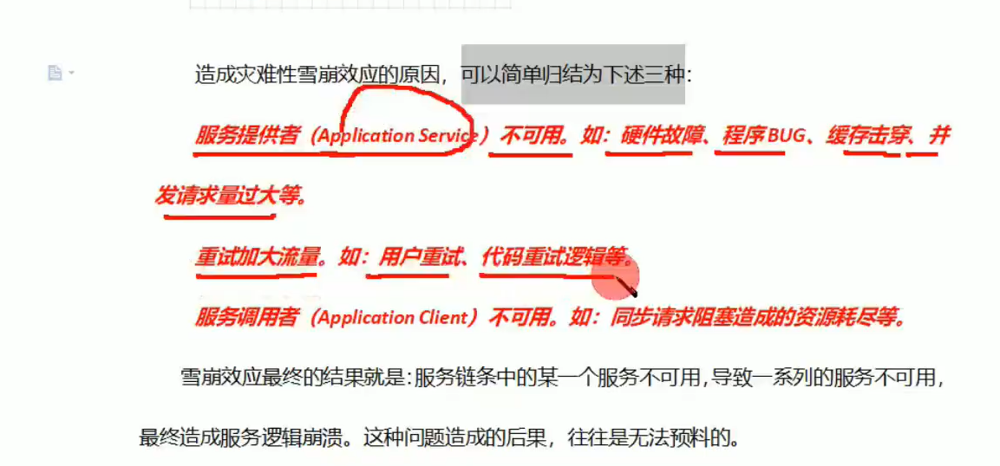 造成灾难性雪崩效应的原因，可以简单归结为下述三种：
服务提供者（Application Service）不可用。如：硬件故障、程序BUG、缓存击穿、并
发请求量过大等。
重试加大流量。如：用户重试、代码重试逻辑等。
服务调用者（Application Client）不可用。如：同步请求阻塞造成的资源耗尽等。
雪崩效应最终的结果就是：服务链条中的某一个服务不可用，导致一系列的服务不可用，
最终造成服务逻辑崩溃。这种问题造成的后果，往往是无法预料的。